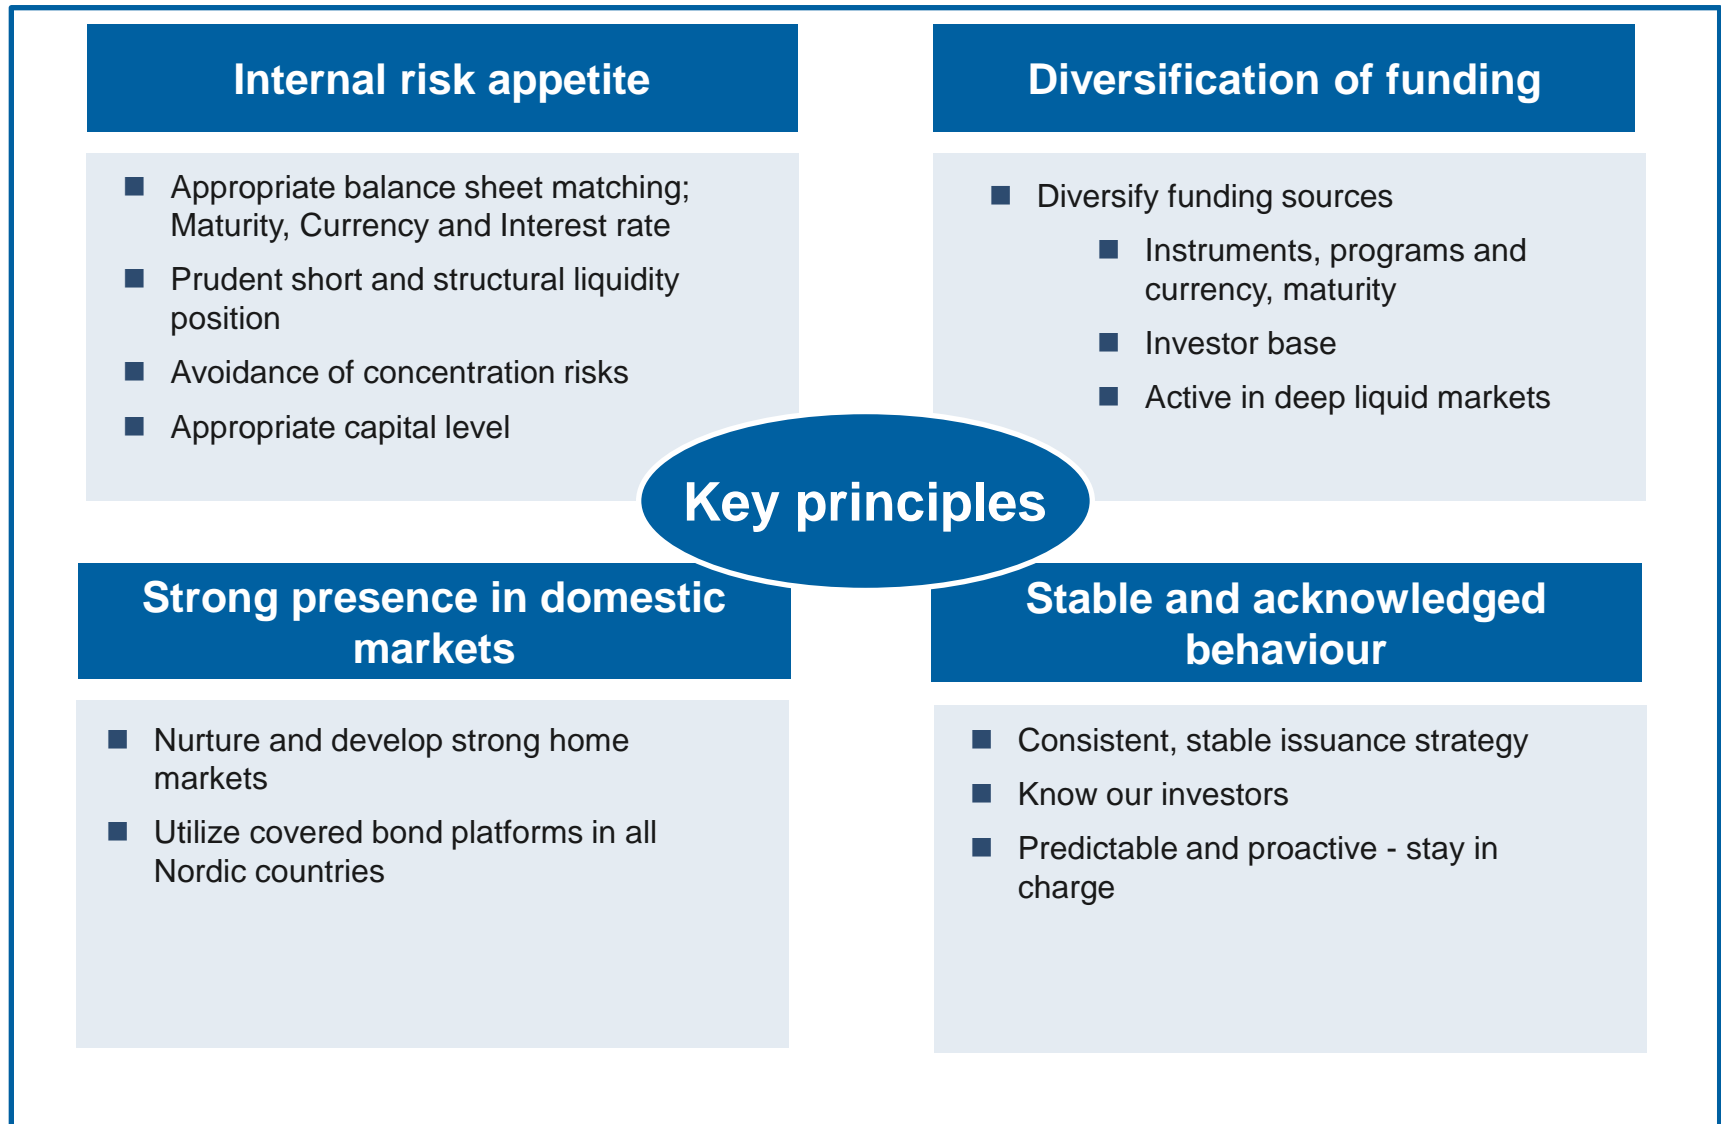 Internal risk appetite
Appropriate balance sheet matching;
Maturity, Currency and Interest rate
Prudent short and structural liquidity
position
Avoidance of concentration risks
Appropriate capital level
Diversification of funding
Diversify funding sources
Instruments, programs and
currency, maturity
Investor base
Active in deep liquid markets
Key principles
Strong presence in domestic
markets
Nurture and develop strong home
markets
Utilize covered bond platforms in all
Nordic countries
Stable and acknowledged
behaviour
Consistent, stable issuance strategy
Know our investors
Predictable and proactive - stay in
charge